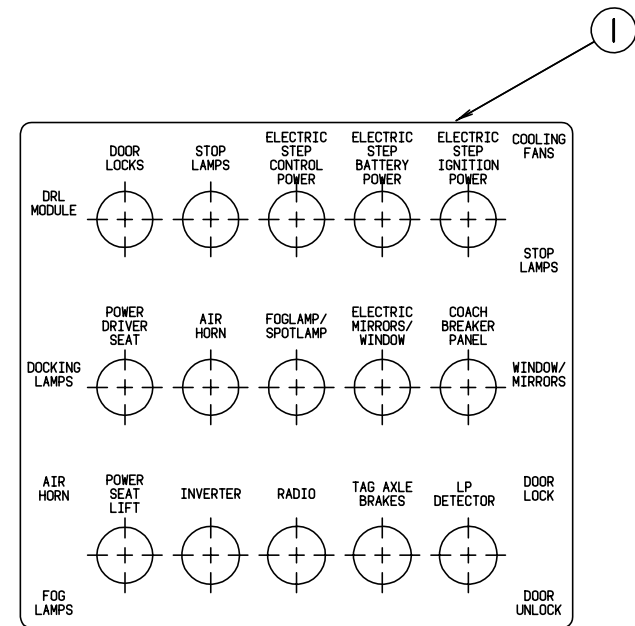 1
DOOR
LOCKS
STOP
LAMPS
ELECTRIC
STEP
CONTROL
POWER
ELECTRIC
STEP
BATTERY
POWER
ELECTRIC
STEP
IGNITION
POWER
COOLING
FANS
DRL
MODULE
STOP
LAMPS
POWER
DRIVER
SEAT
AIR
HORN
FOGLAMP/
SPOTLAMP
ELECTRIC
MIRRORS/
WINDOW
COACH
BREAKER
PANEL
DOCKING
LAMPS
WINDOW/
MIRRORS
AIR
HORN
POWER
SEAT
LIFT
INVERTER
RADIO
TAG AXLE
BRAKES
LP
DETECTOR
DOOR
LOCK
FOG
LAMPS
DOOR
UNLOCK